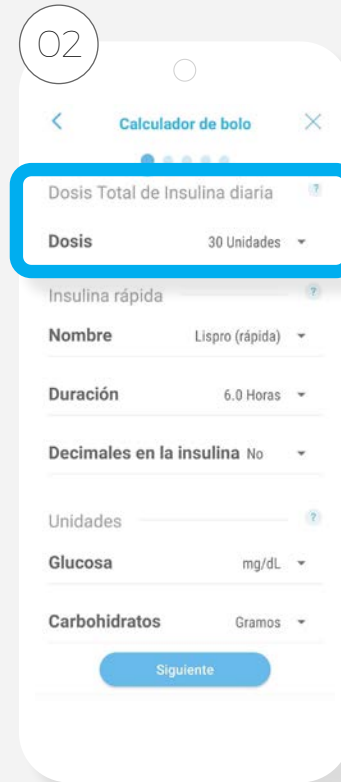 02
Calculador de bolo
Dosis Total de Insulina diaria ?
Dosis 30 Unidades
Insulina rápida ?
Nombre Lispro (rápida)
Duración 6.0 Horas
Decimales en la insulina No
Unidades ?
Glucosa mg/dL
Carbohidratos Gramos
Siguiente